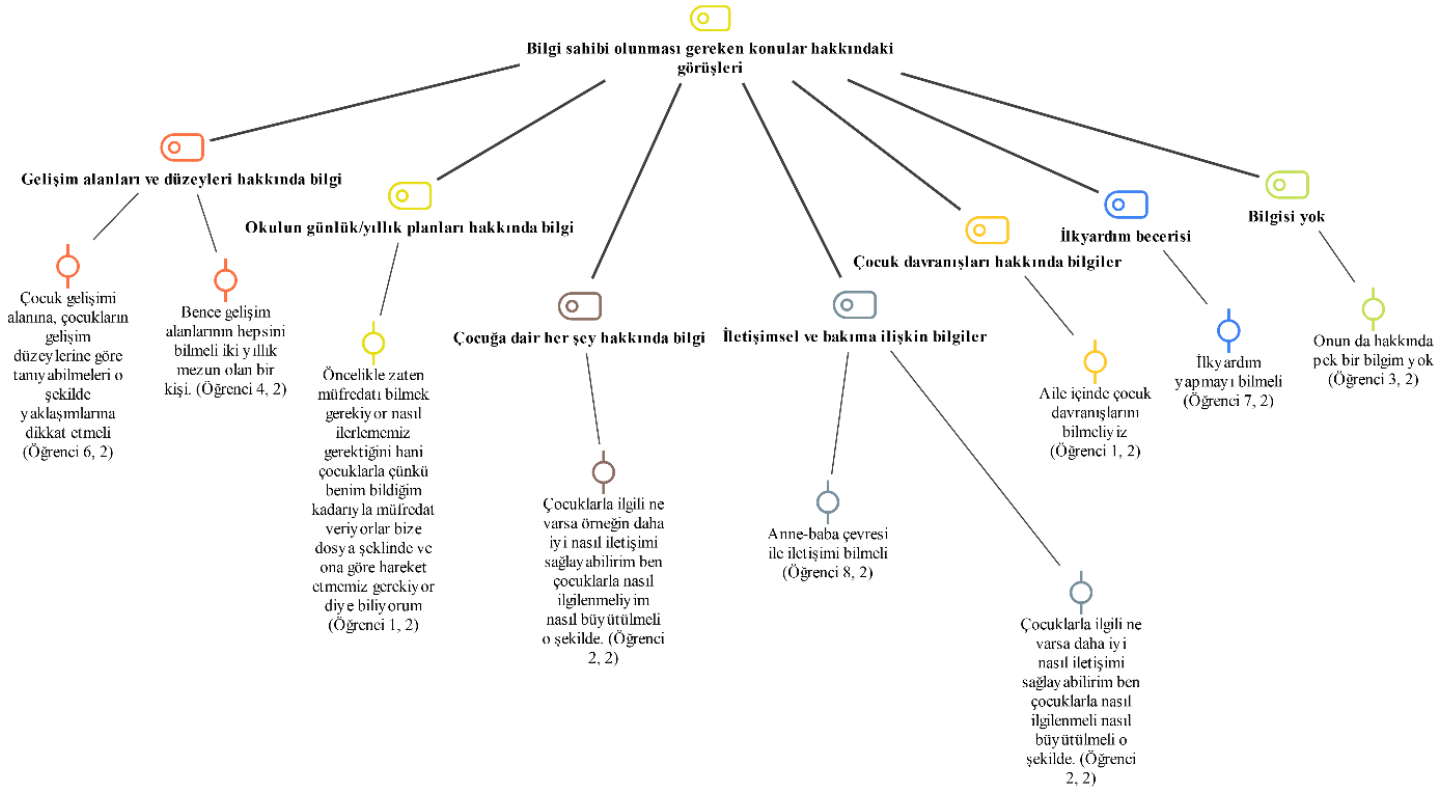 Bilgi sahibi olunması gereken konular hakkındaki
görüşleri
Gelişim alanları ve düzeyleri hakkında bilgi
Okulun günlük/yıllık planları hakkında bilgi
Çocuğa dair her şey hakkında bilgi
İletişimsel ve bakıma ilişkin bilgiler
Çocuk davranışları hakkında bilgiler
İlkyardım becerisi
Bilgisi yok
Çocuk gelişimi
alanına, çocukların
gelişim
düzeylerine göre
tanıyabilmeleri o
şekilde
yaklaşımlarına
dikkat etmeli
(Öğrenci 6, 2)
Bence gelişim
alanlarının hepsini
bilmeli iki yıllık
mezun olan bir
kişi. (Öğrenci 4, 2)
Öncelikle zaten
müfredatı bilmek
gerekiyor nasıl
ilerlememiz
gerektiğini hani
çocuklarla çünkü
benim bildiğim
kadarıyla müfredat
veriyorlar bize
dosya şeklinde ve
ona göre hareket
etmemiz gerekiyor
diye biliyorum
(Öğrenci 1, 2)
Çocuklarla ilgili ne
varsa örneğin daha
iyi nasıl iletişimi
sağlayabilirim ben
çocuklarla nasıl
ilgilenmeliyim
nasıl büyütülmeli
o şekilde. (Öğrenci
2, 2)
Anne-baba çevresi
ile iletişimi bilmeli
(Öğrenci 8, 2)
Çocuklarla ilgili ne
varsa daha iyi
nasıl iletişimi
sağlayabilirim ben
çocuklarla nasıl
ilgilenmeli nasıl
büyütülmeli o
şekilde. (Öğrenci
2, 2)
Aile içinde çocuk
davranışlarını
bilmeliyiz
(Öğrenci 1, 2)
İlkyardım
yapmayı bilmeli
(Öğrenci 7, 2)
Onun da hakkında
pek bir bilgim yok
(Öğrenci 3, 2)